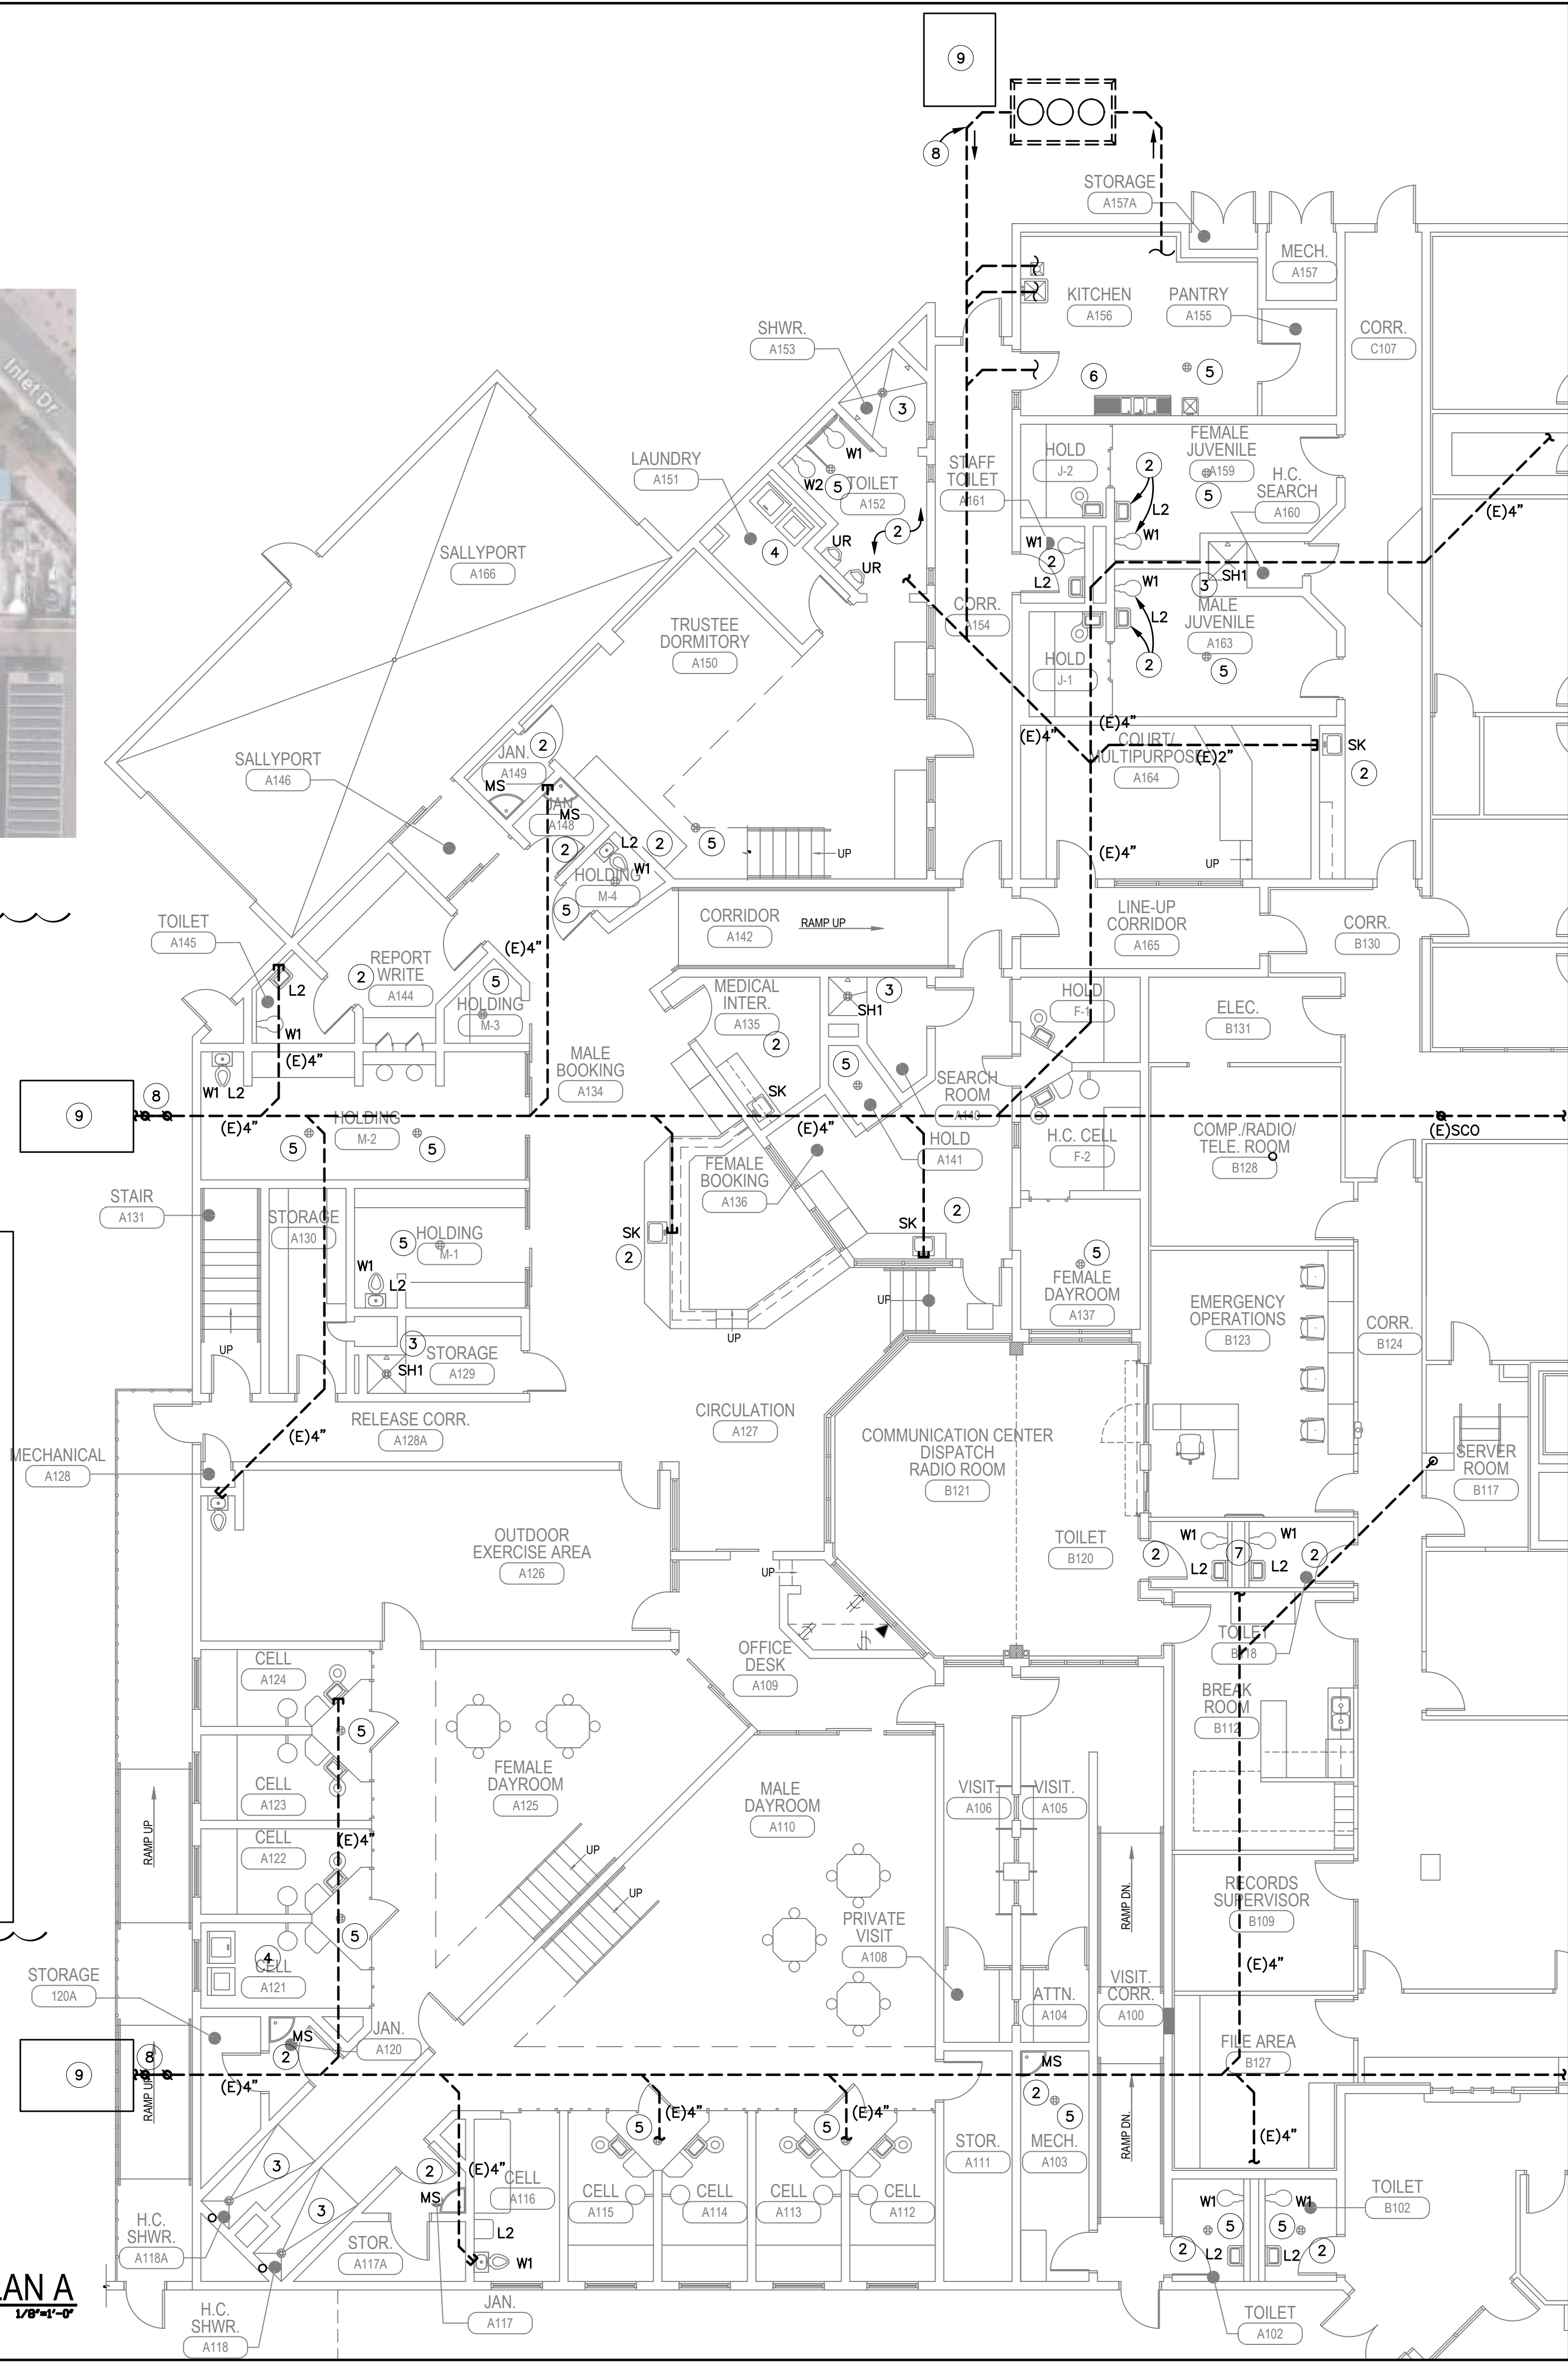 9
8
STORAGE
A157A
MECH.
A157
KITCHEN
A156
PANTRY
A155
CORR.
C107
Inlet Dr
SHWR.
A153
3
6
5
W1
LAUNDRY
A151
W2
5
TOILET
A152
4
2
UR
UR
STAFF
TOILET
A161
HOLD
J-2
2
FEMALE
JUVENILE
A159
5
L2
H.C.
SEARCH
A160
(E)4"
W1
2
W1
L2
W1
L2
3
SH1
MALE
JUVENILE
A163
5
2
HOLD
J-1
CORR.
A154
SALLYPORT
A166
TRUSTEE
DORMITORY
A150
(E)4"
(E)4"
COURT/
MULTIPURPOSE
A164
(E)2"
SK
2
SALLYPORT
A146
JAN.
A149
2
MS
JAN
A148
MS
2
L2
2
W1
HOLDING
M-4
5
5
UP
(E)4"
UP
TOILET
A145
L2
W1
2
REPORT
WRITE
A144
5
HOLDING
M-3
(E)4"
CORRIDOR
A142
RAMP UP
LINE-UP
CORRIDOR
A165
CORR.
B130
MEDICAL
INTER.
A135
2
3
SH1
HOLD
F-1
ELEC.
B131
(E)4"
MALE
BOOKING
A134
5
SEARCH
ROOM
A140
9
8
W1 L2
(E)4"
HOLDING
M-2
5
5
SK
(E)4"
HOLD
A141
H.C. CELL
F-2
COMP./RADIO/
TELE. ROOM
B128
(E)SCO
FEMALE
BOOKING
A136
2
STAIR
A131
STORAGE
A130
5
HOLDING
M-1
SK
2
SK
W1
L2
5
FEMALE
DAYROOM
A137
EMERGENCY
OPERATIONS
B123
CORR.
B124
UP
UP
UP
3
SH1
STORAGE
A129
RELEASE CORR.
A128A
(E)4"
MECHANICAL
A128
CIRCULATION
A127
COMMUNICATION CENTER
DISPATCH
RADIO ROOM
B121
SERVER
ROOM
B117
OUTDOOR
EXERCISE AREA
A126
TOILET
B120
2
W1
L2
7
W1
L2
2
UP
TOILET
B118
OFFICE
DESK
A109
CELL
A124
5
BREAK
ROOM
B112
CELL
A123
FEMALE
DAYROOM
A125
MALE
DAYROOM
A110
VISIT.
A106
VISIT.
A105
RAMP UP
CELL
A122
(E)4"
UP
UP
5
4
CELL
A121
PRIVATE
VISIT
A108
RAMP DN.
RECORDS
SUPERVISOR
B109
(E)4"
STORAGE
120A
ATTN.
A104
VISIT.
CORR.
A100
MS
2
JAN.
A120
FILE AREA
B127
9
8
RAMP UP
(E)4"
MS
2
5
MECH.
A103
RAMP DN.
(E)4"
5
(E)4"
5
(E)4"
3
3
2
(E)4"
MS
CELL
A116
CELL
A115
CELL
A114
CELL
A113
CELL
A112
STOR.
A111
L2
W1
W1
5
5
W1
TOILET
B102
2
L2
L2
2
H.C.
SHWR.
A118A
STOR.
A117A
H.C.
SHWR.
A118
JAN.
A117
TOILET
A102
LAN A
1/8"=1'-0"